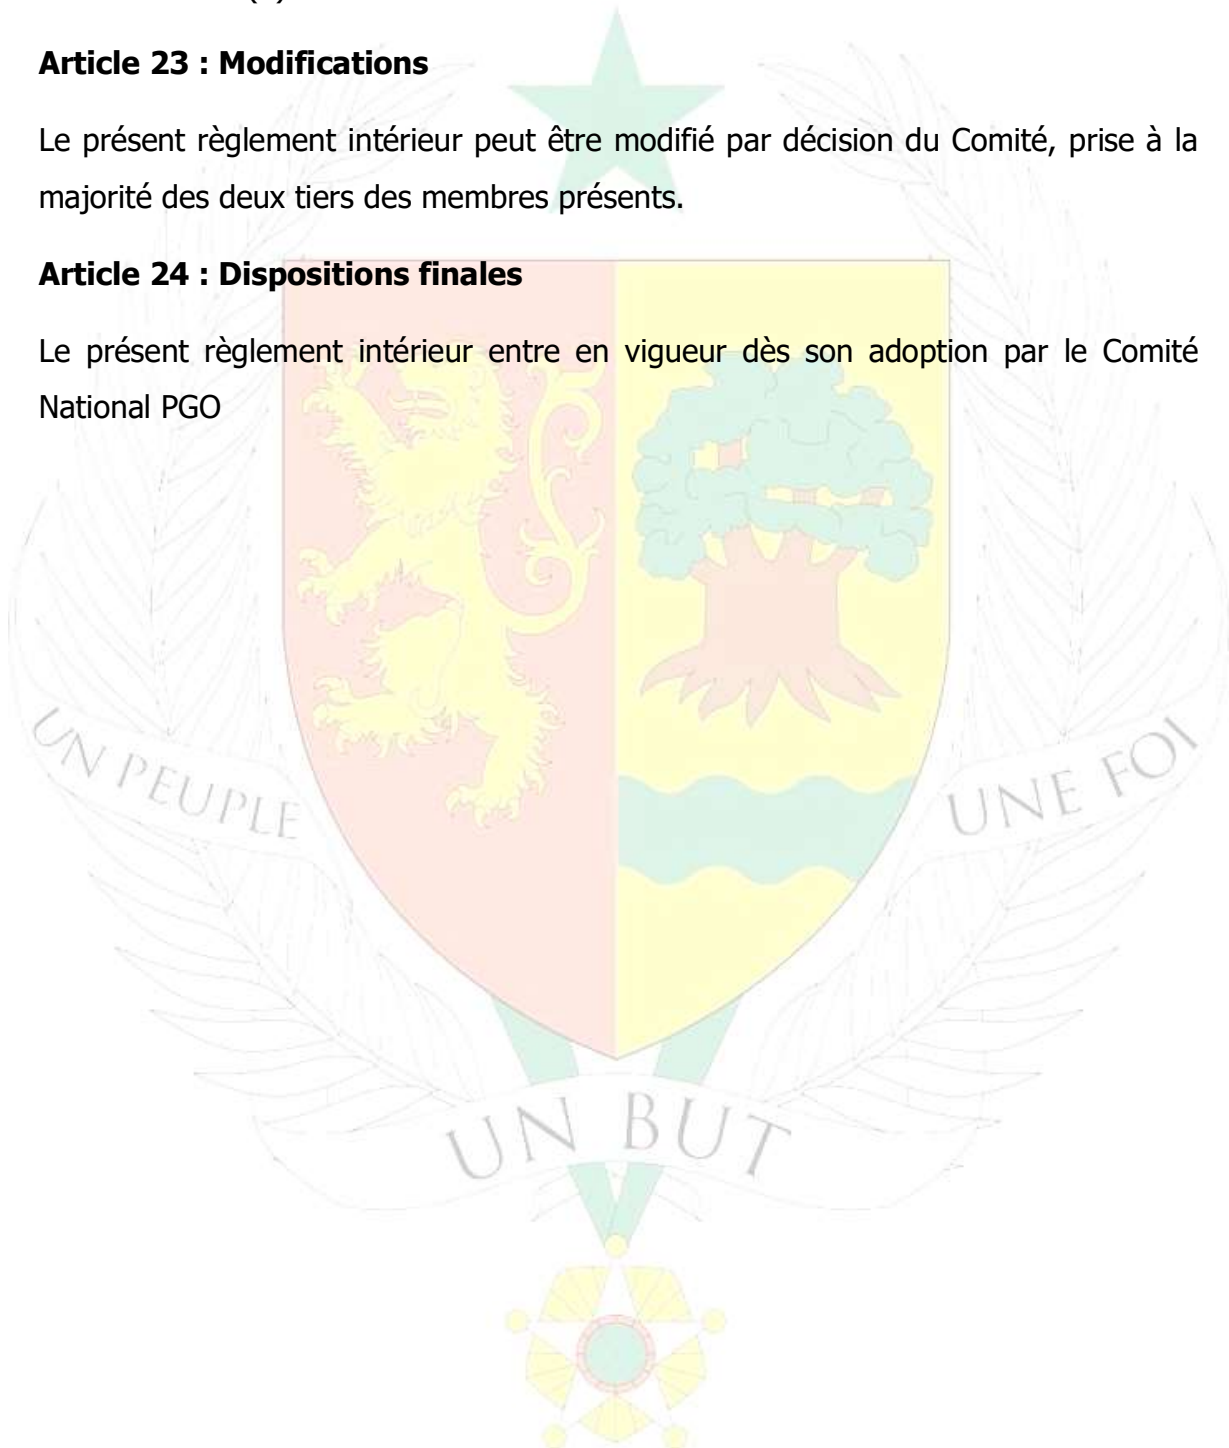 Article 23 : Modifications
Le présent règlement intérieur peut être modifié par décision du Comité, prise à la
majorité des deux tiers des membres présents.
Article 24 : Dispositions finales
Le présent règlement intérieur entre en vigueur dès son adoption par le Comité
National PGO
UN PEUPLE
UNE FOI
UN BUT